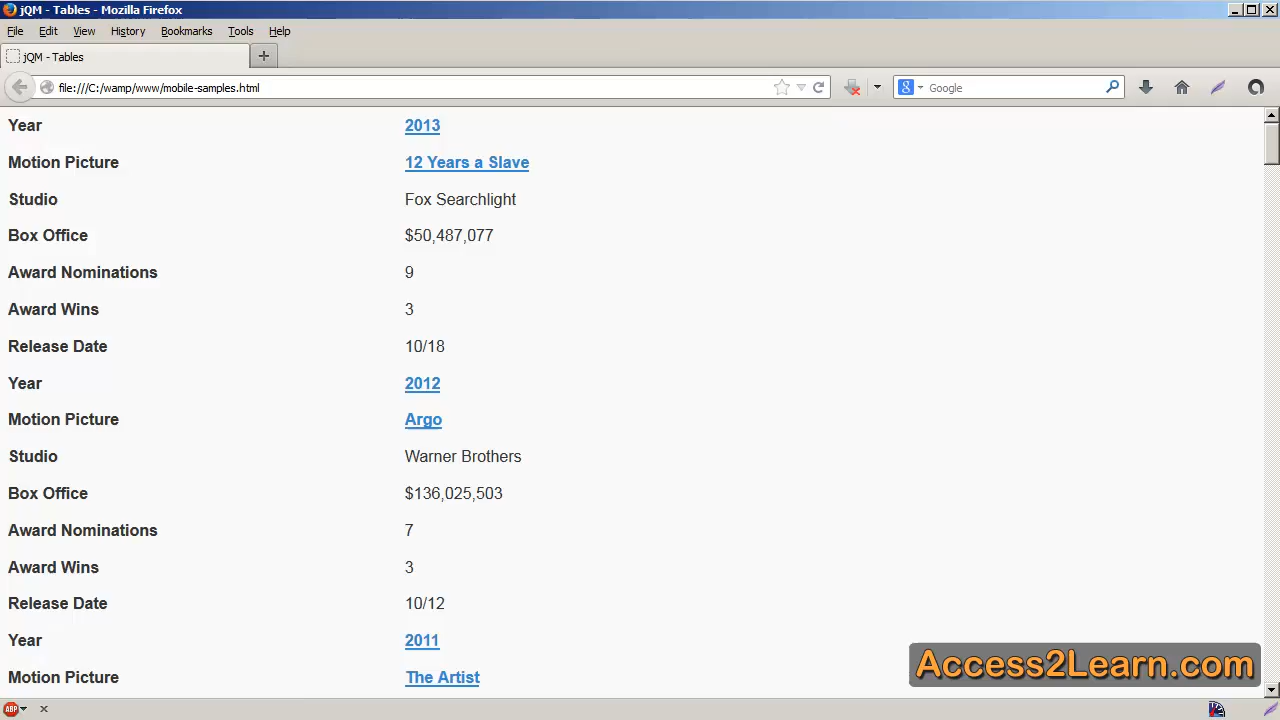 jQM - Tables - Mozilla Firefox
File Edit View History Bookmarks Tools Help
jQM - Tables
file:///C:/wamp/www/mobile-samples.html
Google
Year 2013
Motion Picture 12 Years a Slave
Studio Fox Searchlight
Box Office $50,487,077
Award Nominations 9
Award Wins 3
Release Date 10/18
Year 2012
Motion Picture Argo
Studio Warner Brothers
Box Office $136,025,503
Award Nominations 7
Award Wins 3
Release Date 10/12
Year 2011
Motion Picture The Artist
Access2Learn.com
ABP